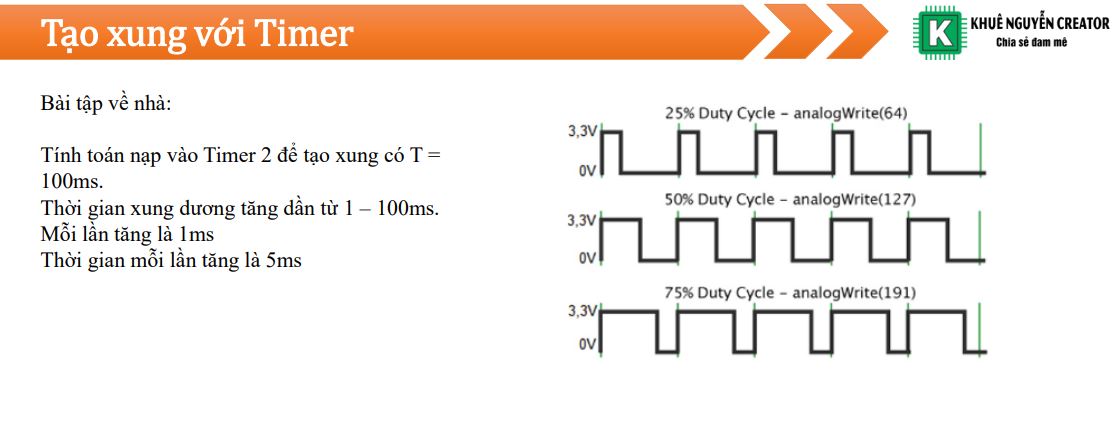 Tạo xung với Timer
KHUÊ NGUYỄN CREATOR
Chia sẻ đam mê
K
Bài tập về nhà:
Tính toán nạp vào Timer 2 để tạo xung có T =
100ms.
Thời gian xung dương tăng dần từ 1 – 100ms.
Mỗi lần tăng là 1ms
Thời gian mỗi lần tăng là 5ms
25% Duty Cycle – analogWrite(64)
3,3V
0V
50% Duty Cycle – analogWrite(127)
3,3V
0V
75% Duty Cycle – analogWrite(191)
3,3V
0V